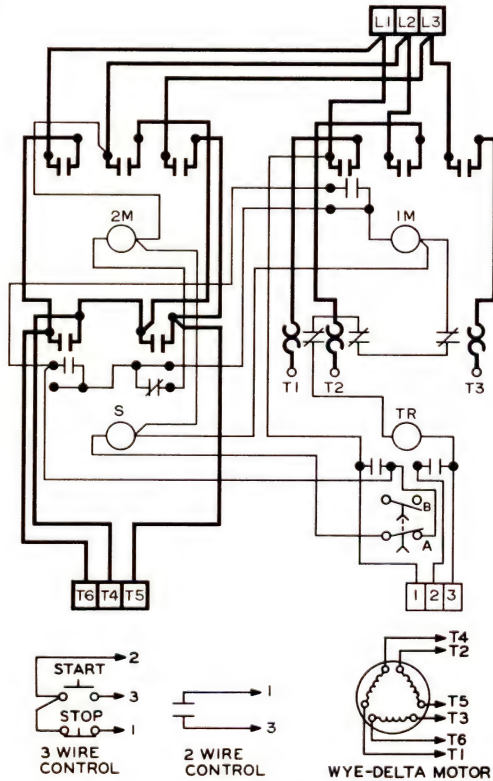 L1 L2 L3
2M
1M
T1 T2 T3
S
TR
B
A
T6 T4 T5
1 2 3
START
2
3
STOP
1
3 WIRE
CONTROL
1
3
2 WIRE
CONTROL
T4
T2
T5
T3
T6
T1
WYE-DELTA MOTOR